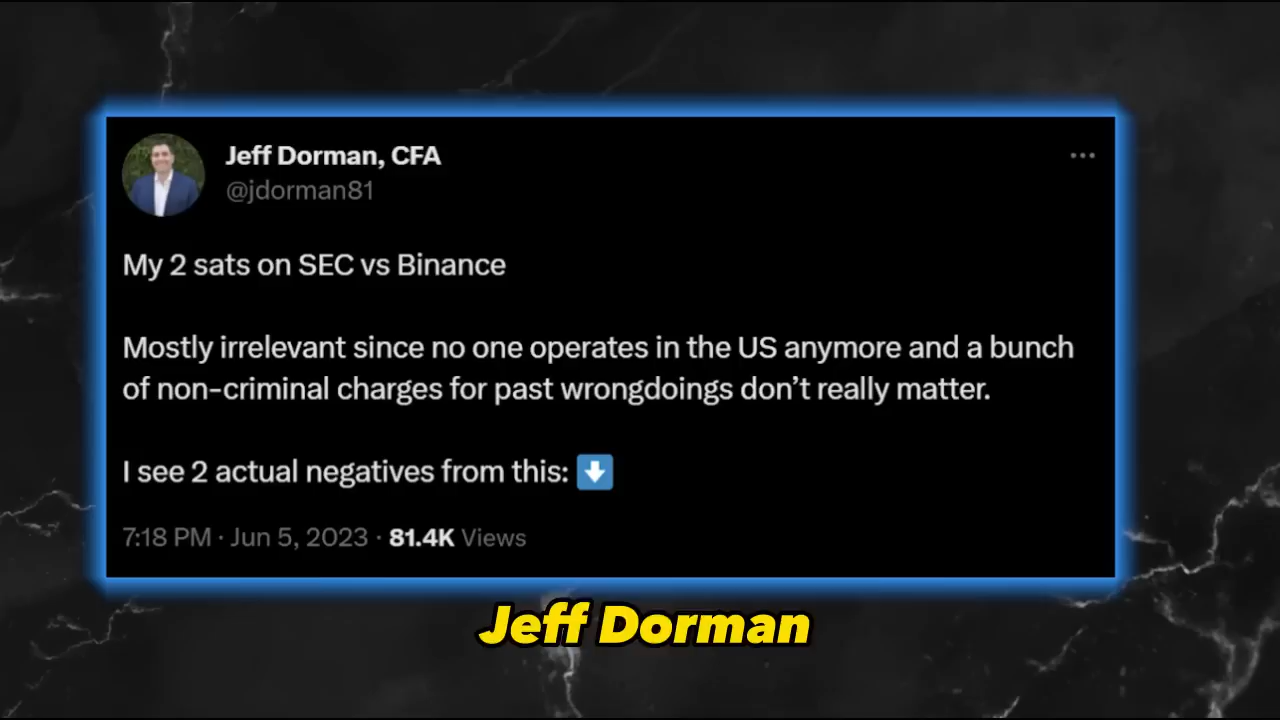 Jeff Dorman, CFA
@jdorman81
My 2 sats on SEC vs Binance
Mostly irrelevant since no one operates in the US anymore and a bunch
of non-criminal charges for past wrongdoings don’t really matter.
I see 2 actual negatives from this: ⬇️
7:18 PM · Jun 5, 2023 · 81.4K Views
Jeff Dorman